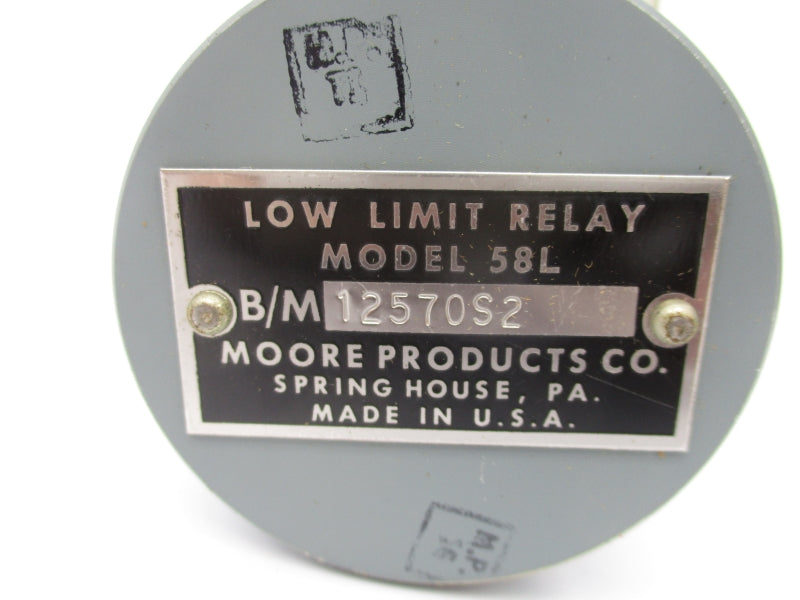 LOW LIMIT RELAY
MODEL 58L
B/M 12570S2
MOORE PRODUCTS CO.
SPRING HOUSE, PA.
MADE IN U.S.A.
M.P.